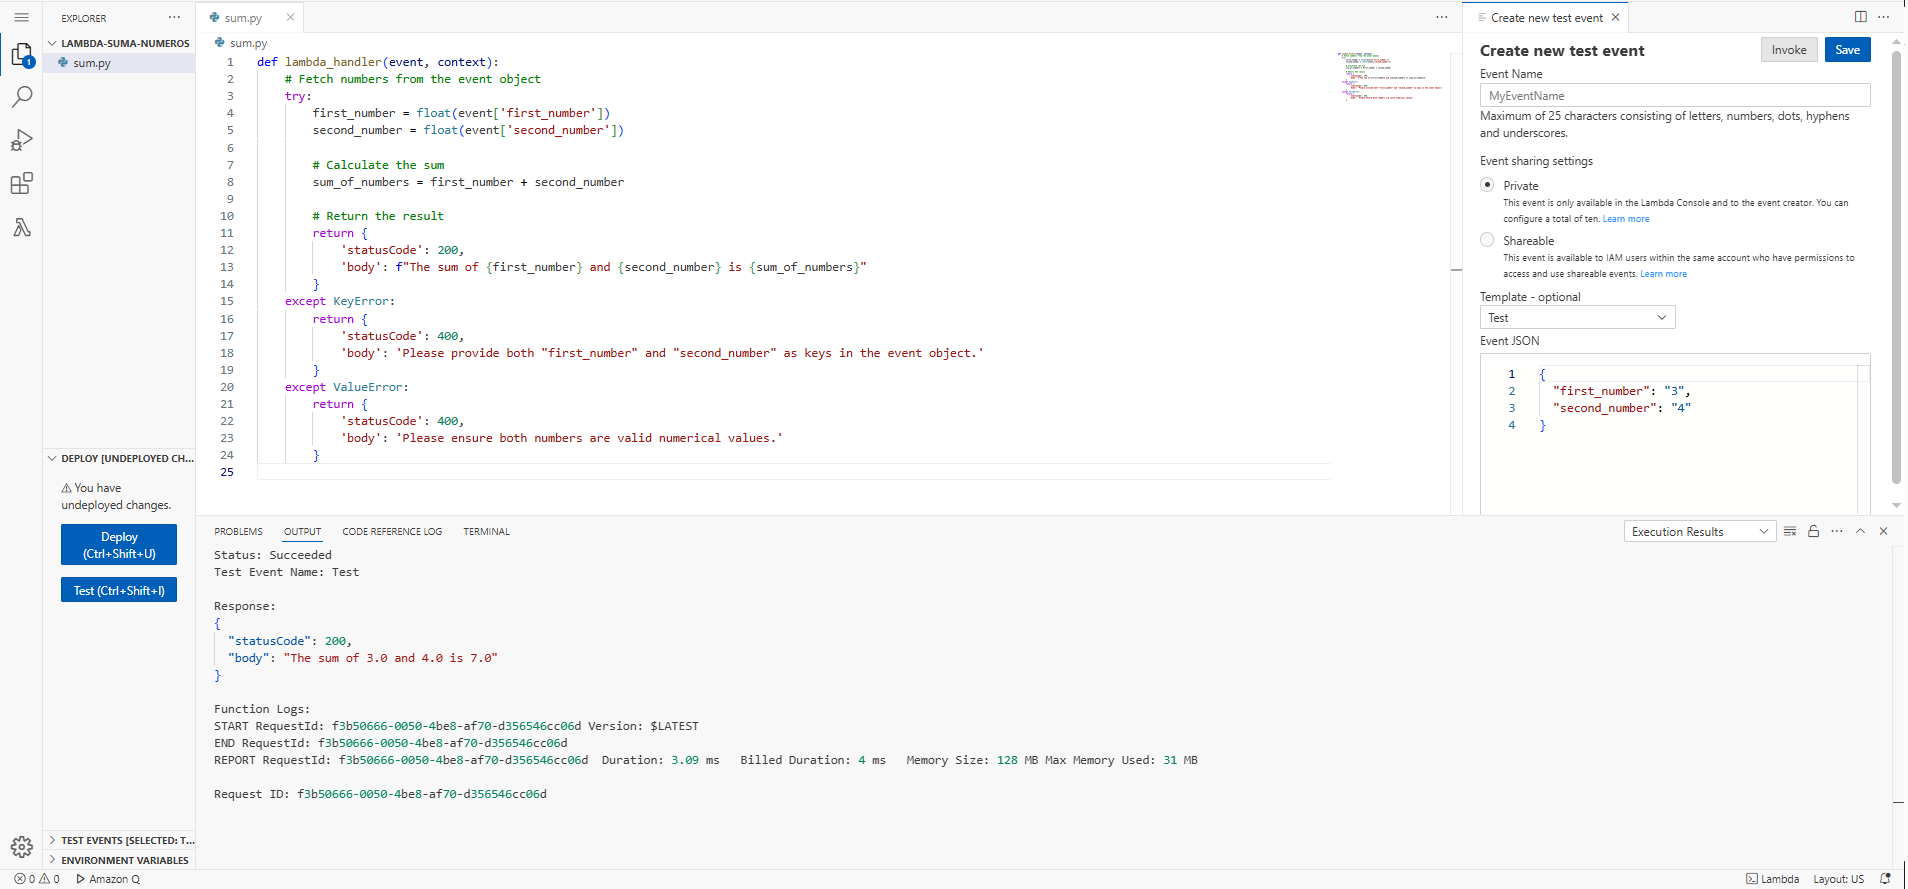 EXPLORER
LAMBDA-SUMA-NUMEROS
sum.py
1
DEPLOY [UNDEPLOYED CH...
You have
undeployed changes.
Deploy
(Ctrl+Shift+U)
Test (Ctrl+Shift+I)
TEST EVENTS [SELECTED: T...
ENVIRONMENT VARIABLES
sum.py
sum.py
1 def lambda_handler(event, context):
2 # Fetch numbers from the event object
3 try:
4 first_number = float(event['first_number'])
5 second_number = float(event['second_number'])
6
7 # Calculate the sum
8 sum_of_numbers = first_number + second_number
9
10 # Return the result
11 return {
12 'statusCode': 200,
13 'body': f"The sum of {first_number} and {second_number} is {sum_of_numbers}"
14 }
15 except KeyError:
16 return {
17 'statusCode': 400,
18 'body': 'Please provide both "first_number" and "second_number" as keys in the event object.'
19 }
20 except ValueError:
21 return {
22 'statusCode': 400,
23 'body': 'Please ensure both numbers are valid numerical values.'
24 }
25
Create new test event
Create new test event
Invoke
Save
Event Name
MyEventName
Maximum of 25 characters consisting of letters, numbers, dots, hyphens
and underscores.
Event sharing settings
Private
This event is only available in the Lambda Console and to the event creator. You can
configure a total of ten. Learn more
Shareable
This event is available to IAM users within the same account who have permissions to
access and use shareable events. Learn more
Template - optional
Test
Event JSON
1 {
2 "first_number": "3",
3 "second_number": "4"
4 }
PROBLEMS OUTPUT CODE REFERENCE LOG TERMINAL
Execution Results
Status: Succeeded
Test Event Name: Test
Response:
{
"statusCode": 200,
"body": "The sum of 3.0 and 4.0 is 7.0"
}
Function Logs:
START RequestId: f3b50666-0050-4be8-af70-d356546cc06d Version: $LATEST
END RequestId: f3b50666-0050-4be8-af70-d356546cc06d
REPORT RequestId: f3b50666-0050-4be8-af70-d356546cc06d Duration: 3.09 ms Billed Duration: 4 ms Memory Size: 128 MB Max Memory Used: 31 MB
Request ID: f3b50666-0050-4be8-af70-d356546cc06d
0 0 Amazon Q
Lambda Layout: US